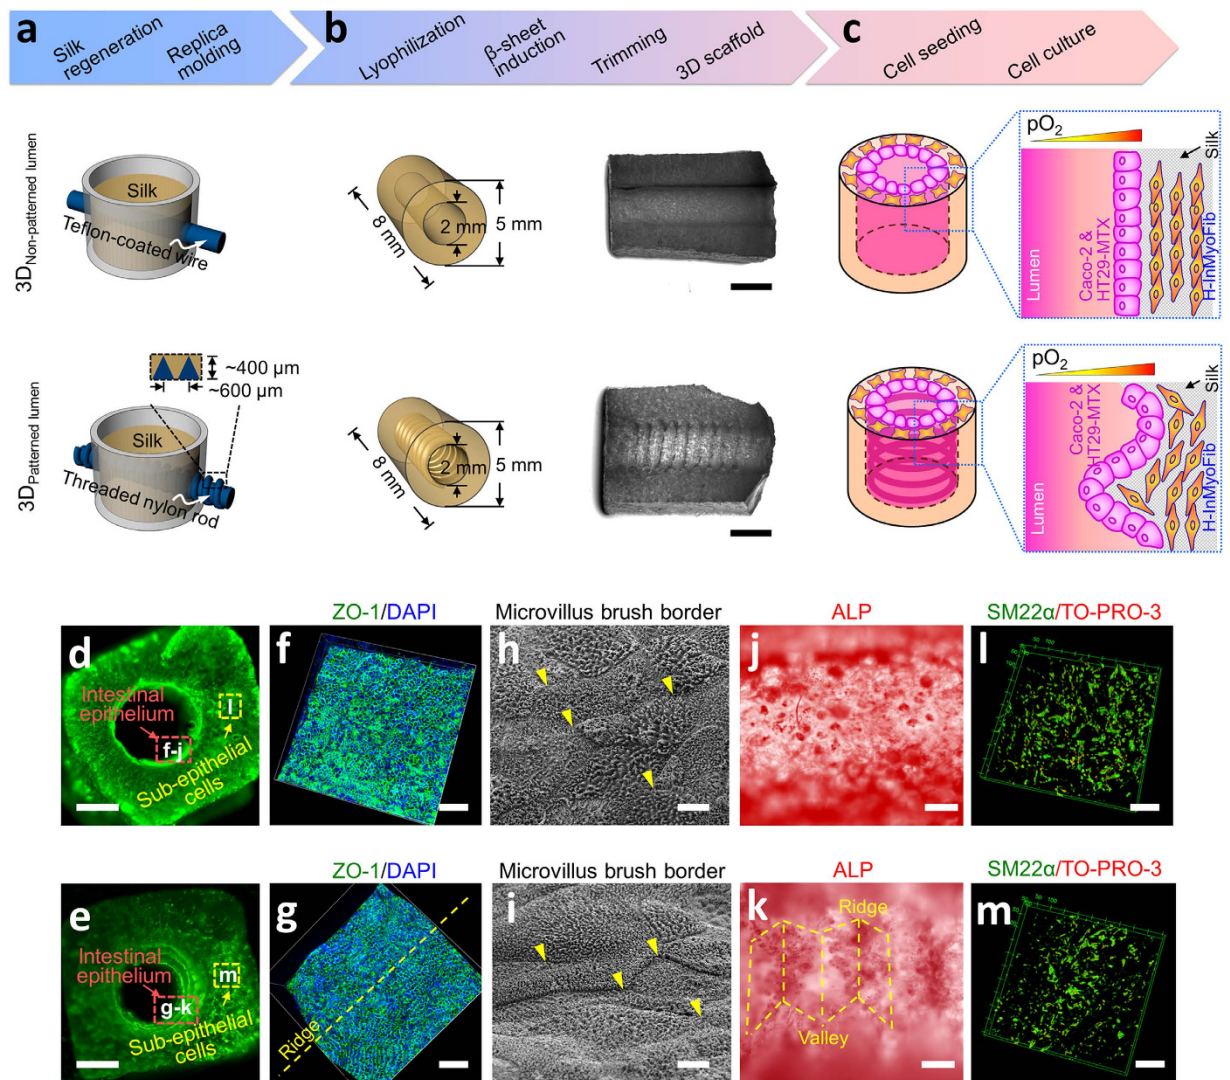 a
Silk
regeneration
Replica
molding
b
Lyophilization
β-sheet
induction
Trimming
3D scaffold
c
Cell seeding
Cell culture
3D Non-patterned lumen
Silk
Teflon-coated wire
8 mm
2 mm
5 mm
pO2
Silk
Lumen
Caco-2 &
HT29-MTX
H-InMyoFib
3D Patterned lumen
~400 μm
~600 μm
Silk
Threaded nylon rod
8 mm
2 mm
5 mm
pO2
Silk
Lumen
Caco-2 &
HT29-MTX
H-InMyoFib
ZO-1/DAPI
Microvillus brush border
ALP
SM22α/TO-PRO-3
d
Intestinal
epithelium
f-j
l
Sub-epithelial
cells
f
h
j
l
ZO-1/DAPI
Microvillus brush border
ALP
SM22α/TO-PRO-3
e
Intestinal
epithelium
g-k
m
Sub-epithelial
cells
g
Ridge
i
k
Ridge
Valley
m